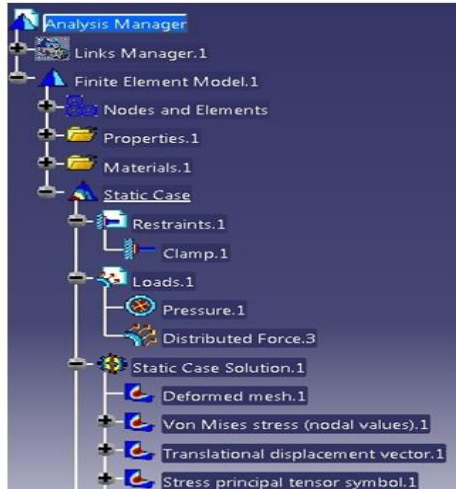 Analysis Manager
Links Manager.1
Finite Element Model.1
Nodes and Elements
Properties.1
Materials.1
Static Case
Restraints.1
Clamp.1
Loads.1
Pressure.1
Distributed Force.3
Static Case Solution.1
Deformed mesh.1
Von Mises stress (nodal values).1
Translational displacement vector.1
Stress principal tensor symbol.1